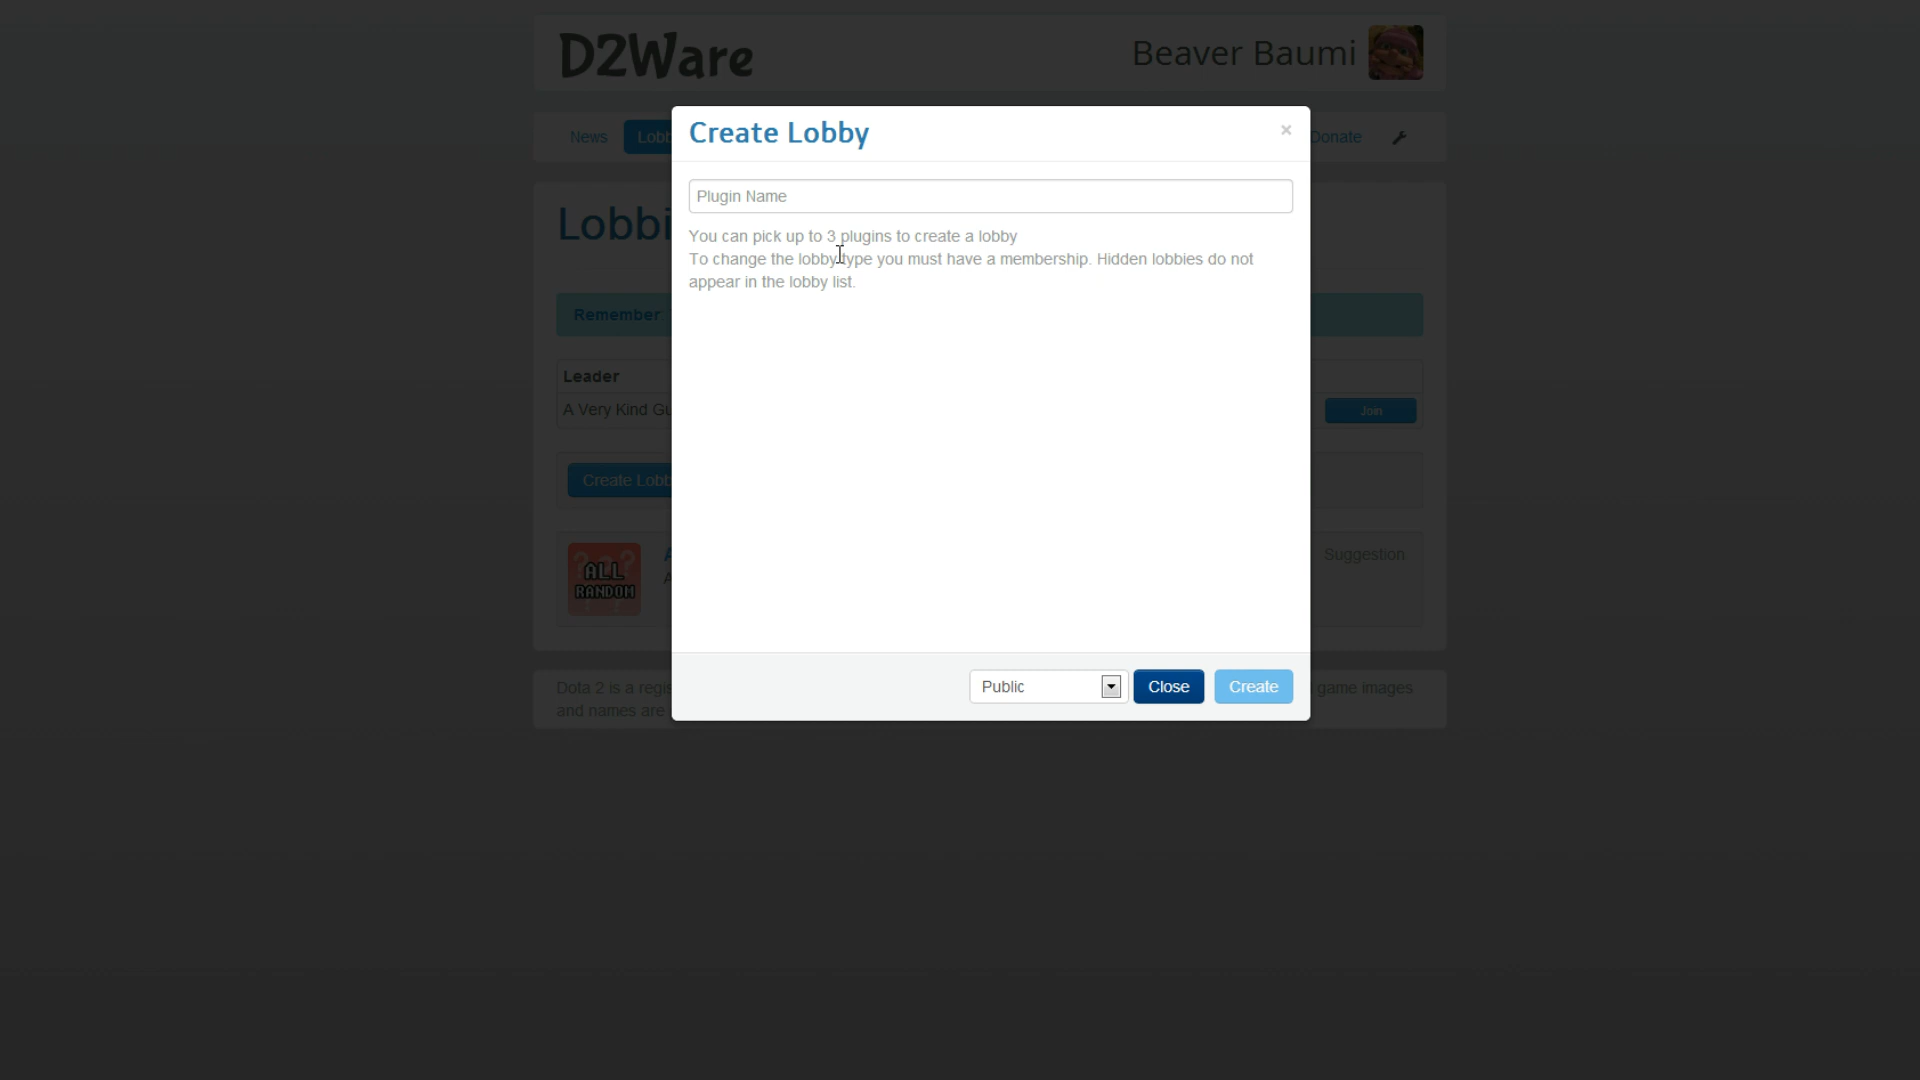 D2Ware
Beaver Baumi
News
Lobb
Donate
Create Lobby
×
Plugin Name
Lobbi
You can pick up to 3 plugins to create a lobby
To change the lobby type you must have a membership. Hidden lobbies do not
appear in the lobby list.
Remember
Leader
A Very Kind Gu
Join
Create Lobb
ALL
RANDOM
A
A
Suggestion
Public
Close
Create
Dota 2 is a regis
game images
and names are